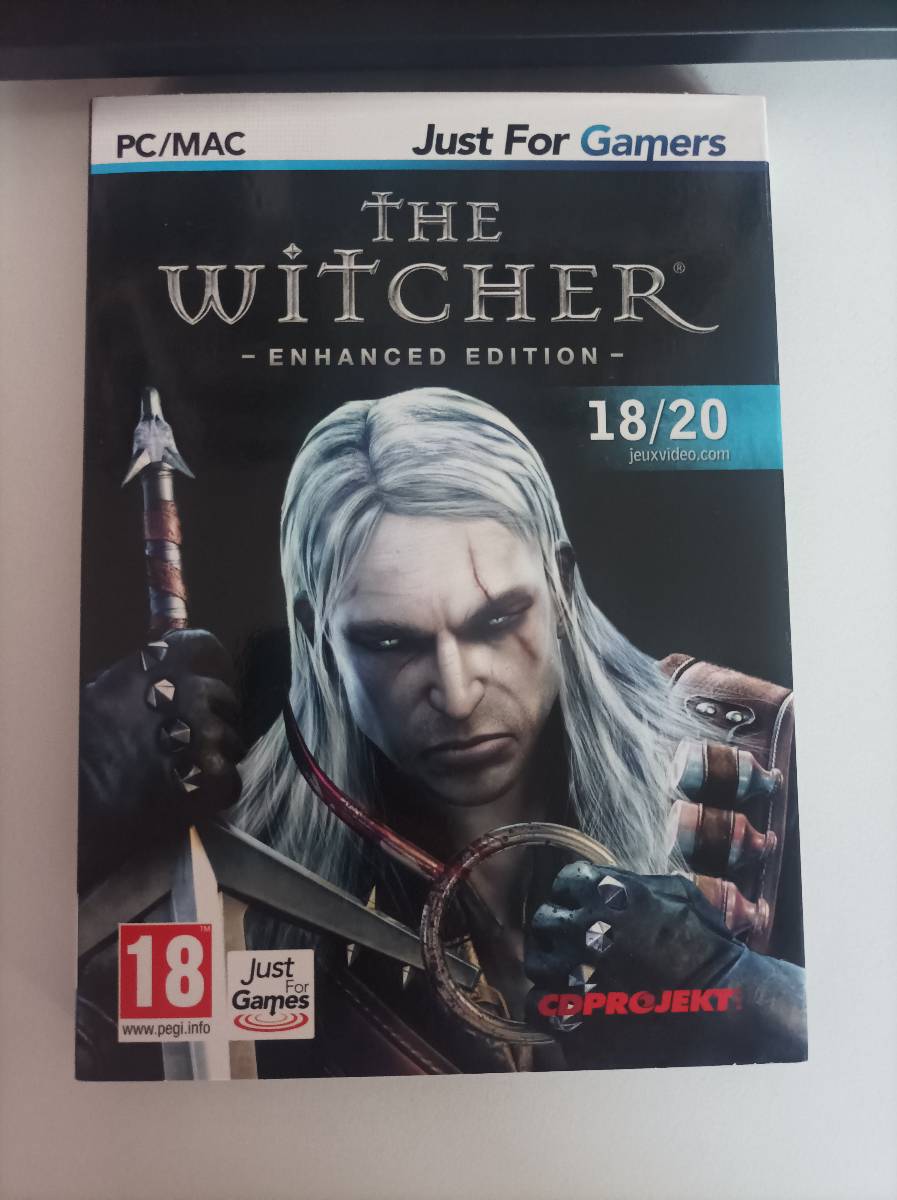 PC/MAC
Just For Gamers
THE
WITCHER®
– ENHANCED EDITION –
18/20
jeuxvideo.com
18™
www.pegi.info
Just
For
Games
CDPROJEKT